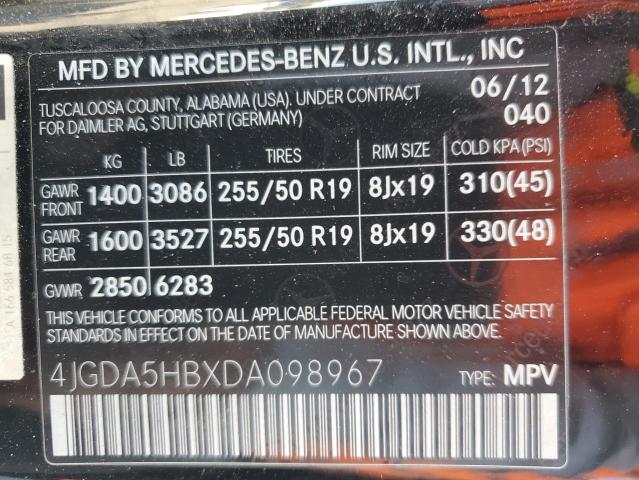 MFD BY MERCEDES-BENZ U.S. INTL., INC
TUSCALOOSA COUNTY, ALABAMA (USA). UNDER CONTRACT 06/12
FOR DAIMLER AG, STUTTGART (GERMANY) 040
KG LB TIRES RIM SIZE COLD KPA (PSI)
GAWR FRONT 1400 3086 255/50 R19 8Jx19 310(45)
GAWR REAR 1600 3527 255/50 R19 8Jx19 330(48)
GVWR 2850 6283
THIS VEHICLE CONFORMS TO ALL APPLICABLE FEDERAL MOTOR VEHICLE SAFETY
STANDARDS IN EFFECT ON THE DATE OF MANUFACTURE SHOWN ABOVE.
4JGDA5HBXDA098967 TYPE: MPV